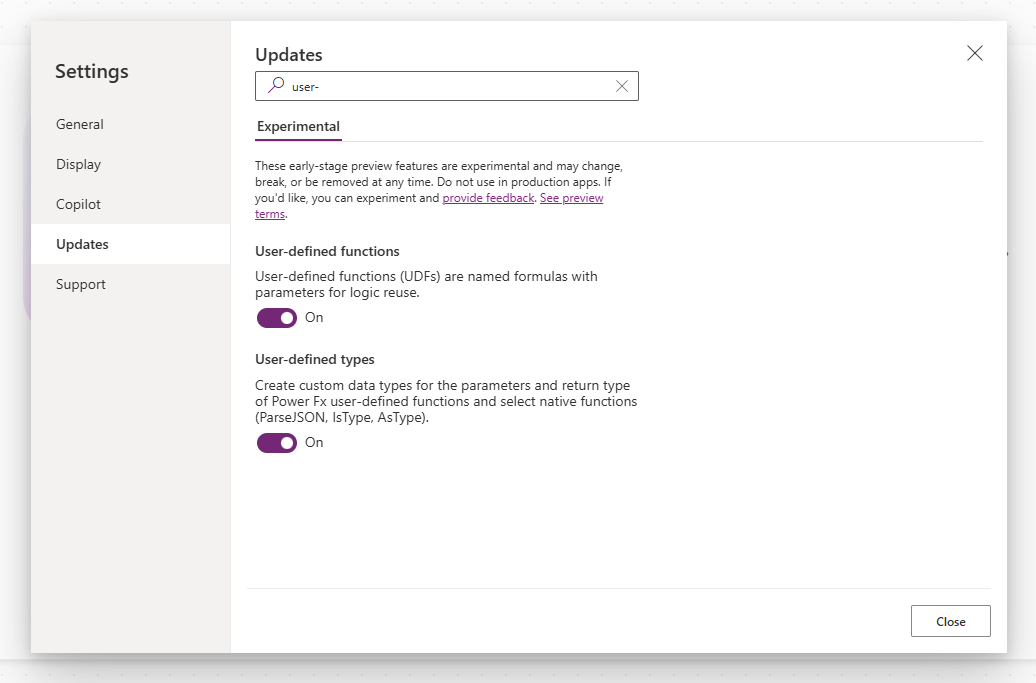 Settings
General
Display
Copilot
Updates
Support
Updates
user-
Experimental
These early-stage preview features are experimental and may change,
break, or be removed at any time. Do not use in production apps. If
you'd like, you can experiment and provide feedback. See preview
terms.
User-defined functions
User-defined functions (UDFs) are named formulas with
parameters for logic reuse.
On
User-defined types
Create custom data types for the parameters and return type
of Power Fx user-defined functions and select native functions
(ParseJSON, IsType, AsType).
On
Close